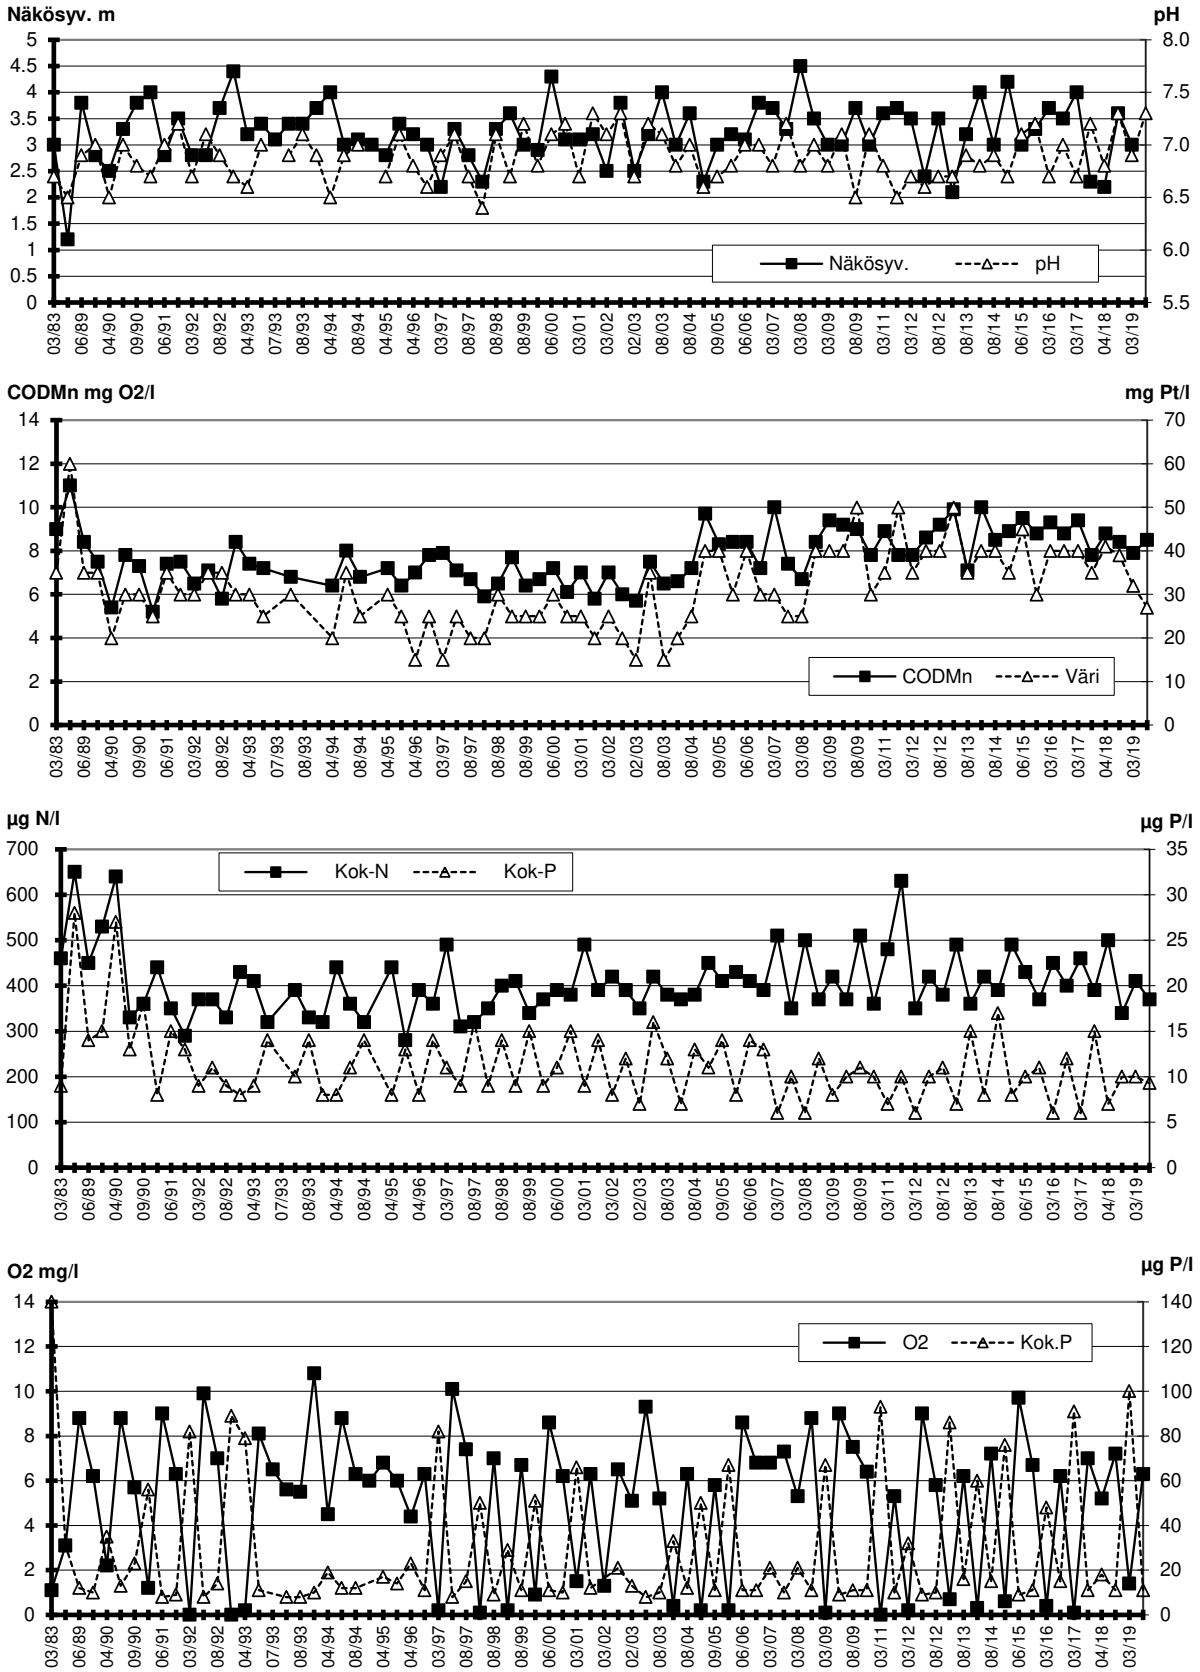 Näkösyv. m pH
5 4.5 4 3.5 3 2.5 2 1.5 1 0.5 0
8.0 7.5 7.0 6.5 6.0 5.5
Näkösyv. pH
03/83 06/89 04/90 09/90 06/91 03/92 08/92 04/93 07/93 08/93 04/94 08/94 04/95 04/96 03/97 08/97 08/98 08/99 06/00 03/01 03/02 02/03 08/03 08/04 09/05 06/06 03/07 03/08 03/09 08/09 03/11 03/12 08/12 08/13 08/14 06/15 03/16 03/17 04/18 03/19
CODMn mg O2/l mg Pt/l
14 12 10 8 6 4 2 0
70 60 50 40 30 20 10 0
CODMn Väri
03/83 06/89 04/90 09/90 06/91 03/92 08/92 04/93 07/93 08/93 04/94 08/94 04/95 04/96 03/97 08/97 08/98 08/99 06/00 03/01 03/02 02/03 08/03 08/04 09/05 06/06 03/07 03/08 03/09 08/09 03/11 03/12 08/12 08/13 08/14 06/15 03/16 03/17 04/18 03/19
µg N/l µg P/l
700 600 500 400 300 200 100 0
35 30 25 20 15 10 5 0
Kok-N Kok-P
03/83 06/89 04/90 09/90 06/91 03/92 08/92 04/93 07/93 08/93 04/94 08/94 04/95 04/96 03/97 08/97 08/98 08/99 06/00 03/01 03/02 02/03 08/03 08/04 09/05 06/06 03/07 03/08 03/09 08/09 03/11 03/12 08/12 08/13 08/14 06/15 03/16 03/17 04/18 03/19
O2 mg/l µg P/l
14 12 10 8 6 4 2 0
140 120 100 80 60 40 20 0
O2 Kok.P
03/83 06/89 04/90 09/90 06/91 03/92 08/92 04/93 07/93 08/93 04/94 08/94 04/95 04/96 03/97 08/97 08/98 08/99 06/00 03/01 03/02 02/03 08/03 08/04 09/05 06/06 03/07 03/08 03/09 08/09 03/11 03/12 08/12 08/13 08/14 06/15 03/16 03/17 04/18 03/19